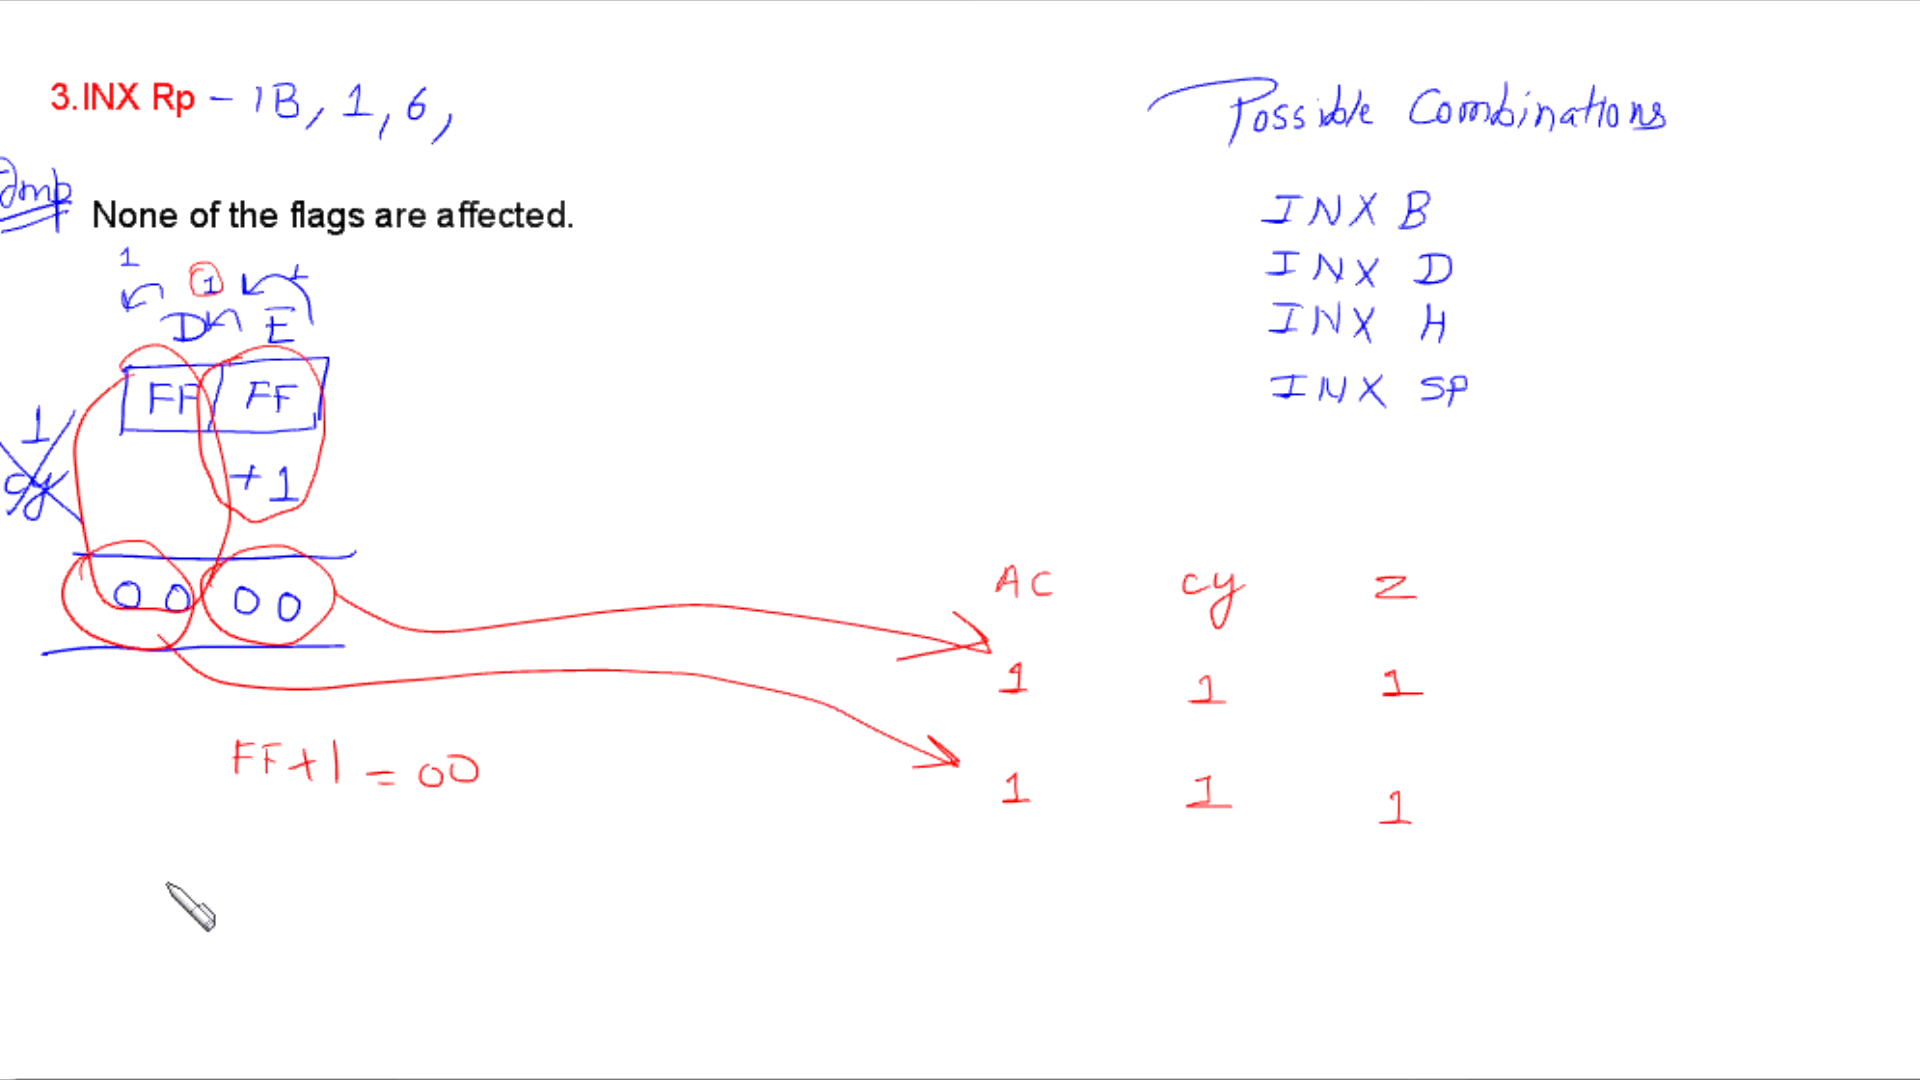 3.INX Rp – 1B, 1, 6,
Possible Combinations
Imp None of the flags are affected.
INX B
INX D
INX H
INX SP
1 1 1
D E
FF FF
1
cy
+1
00 00
AC cy Z
1 1 1
FF+1 = 00
1 1 1